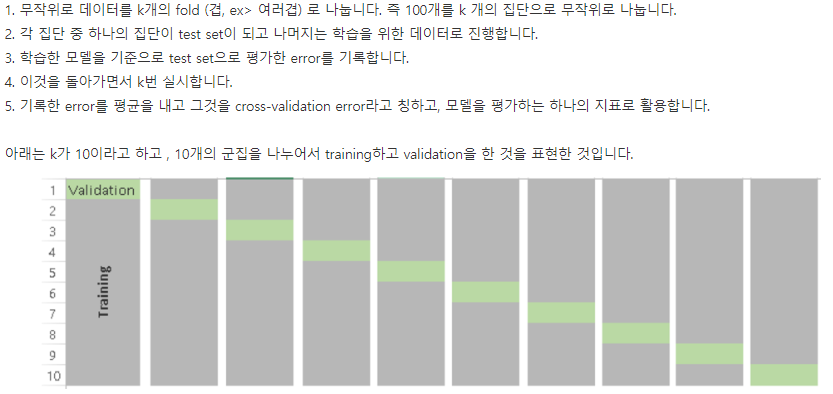 1. 무작위로 데이터를 k개의 fold (겹, ex> 여러겹) 로 나눕니다. 즉 100개를 k 개의 집단으로 무작위로 나눕니다.
2. 각 집단 중 하나의 집단이 test set이 되고 나머지는 학습을 위한 데이터로 진행합니다.
3. 학습한 모델을 기준으로 test set으로 평가한 error를 기록합니다.
4. 이것을 돌아가면서 k번 실시합니다.
5. 기록한 error를 평균을 내고 그것을 cross-validation error라고 칭하고, 모델을 평가하는 하나의 지표로 활용합니다.
아래는 k가 10이라고 하고 , 10개의 군집을 나누어서 training하고 validation을 한 것을 표현한 것입니다.
1 Validation
2
3
4
5
6
7
8
9
10
Training